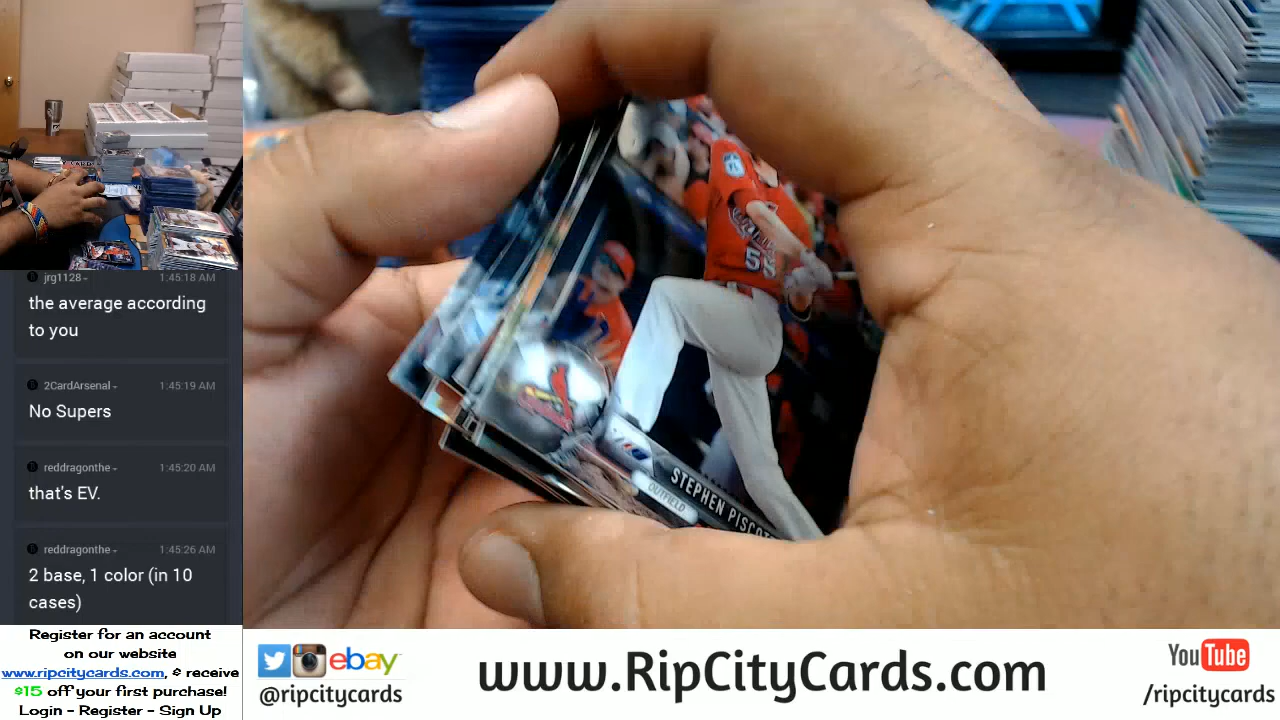 jrg1128
1:45:18 AM
the average according
to you
2CardArsenal
1:45:19 AM
No Supers
reddragonthe
1:45:20 AM
that's EV.
reddragonthe
1:45:26 AM
2 base, 1 color (in 10
cases)
Register for an account
on our website
www.ripcitycards.com, & receive
$15 off your first purchase!
Login - Register - Sign Up
55
STEPHEN PISCOT
OUTFIELD
ebay
@ripcitycards
www.RipCityCards.com
YouTube
/ripcitycards